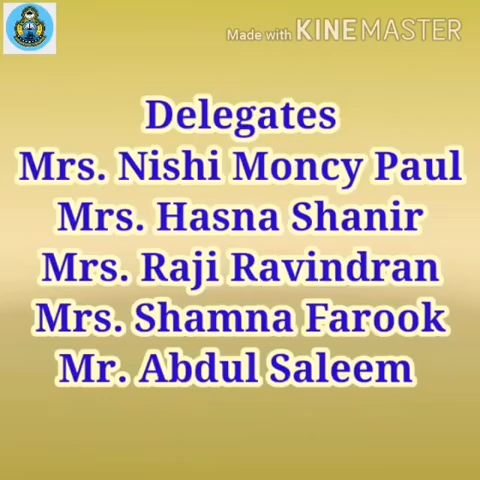 Made with KINEMASTER
Delegates
Mrs. Nishi Moncy Paul
Mrs. Hasna Shanir
Mrs. Raji Ravindran
Mrs. Shamna Farook
Mr. Abdul Saleem